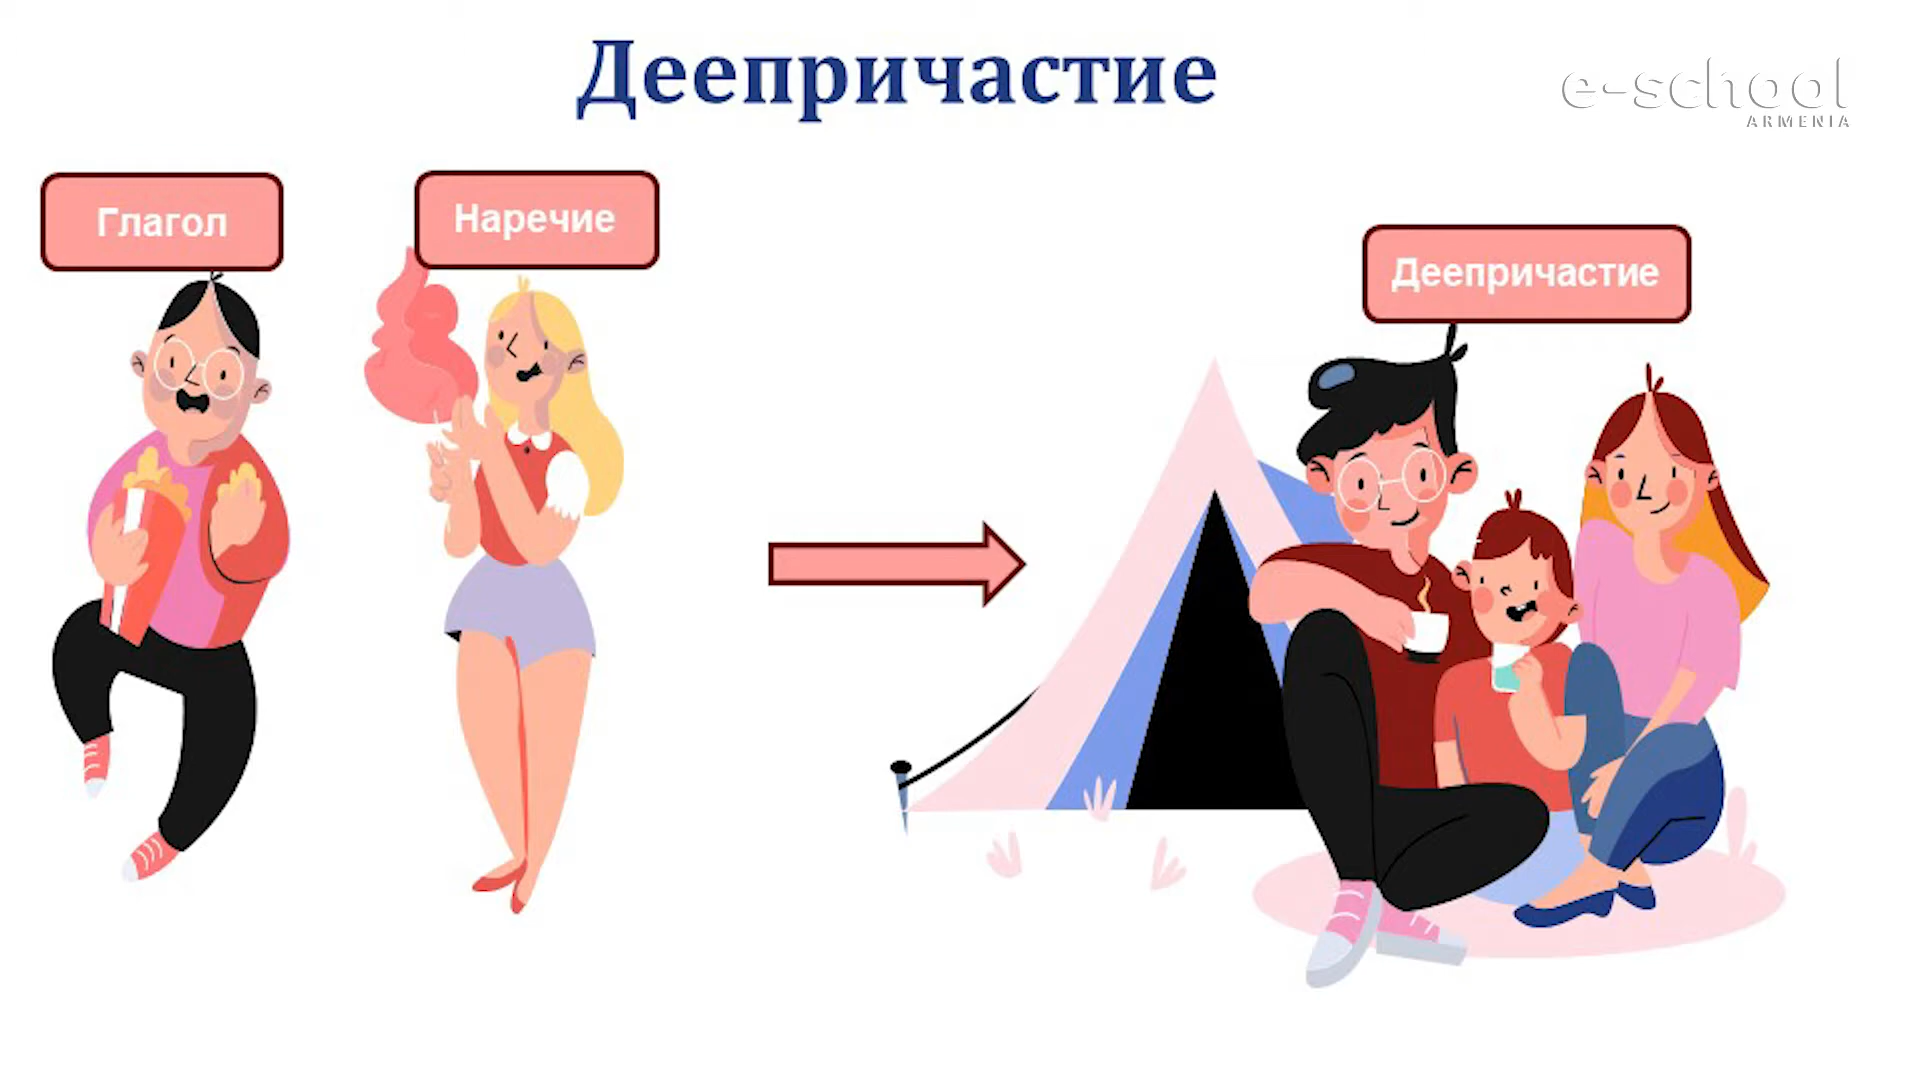 Деепричастие
e-school
ARMENIA
Глагол
Наречие
Деепричастие